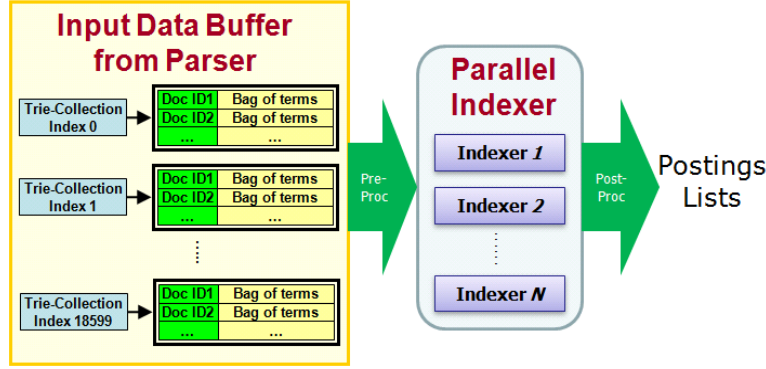 Input Data Buffer
from Parser
Trie-Collection
Index 0
Doc ID1 Bag of terms
Doc ID2 Bag of terms
... ...
Trie-Collection
Index 1
Doc ID1 Bag of terms
Doc ID2 Bag of terms
... ...
Trie-Collection
Index 18599
Doc ID1 Bag of terms
Doc ID2 Bag of terms
... ...
Pre-
Proc
Parallel
Indexer
Indexer 1
Indexer 2
Indexer N
Post-
Proc
Postings
Lists